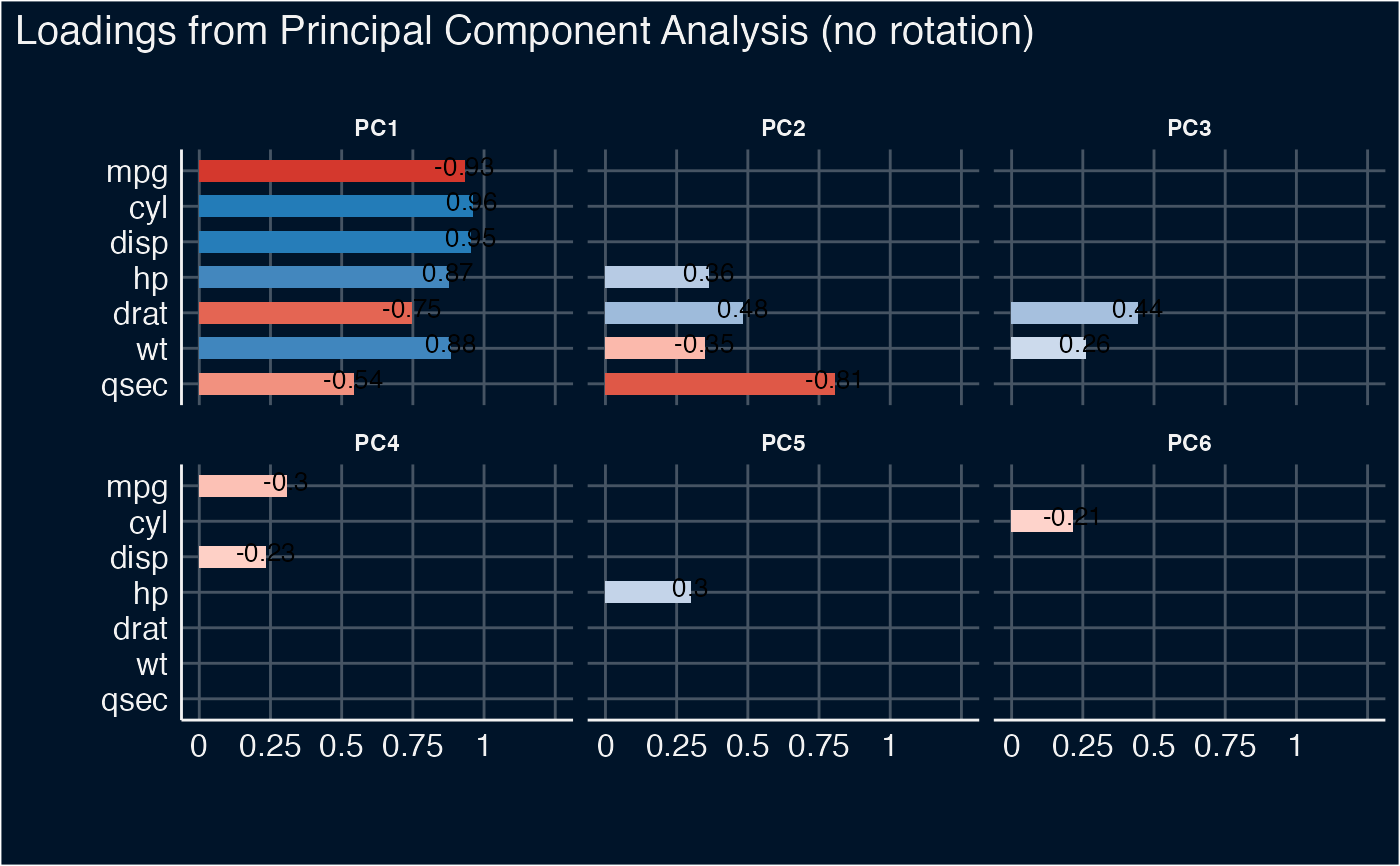 Loadings from Principal Component Analysis (no rotation)
PC1 PC2 PC3
mpg -0.93
cyl 0.96
disp 0.95
hp 0.87 0.36
drat -0.75 0.48 0.44
wt 0.88 -0.35 0.26
qsec -0.54 -0.81
PC4 PC5 PC6
mpg -0.3
cyl -0.21
disp -0.23
hp 0.3
drat
wt
qsec
0 0.25 0.5 0.75 1 0 0.25 0.5 0.75 1 0 0.25 0.5 0.75 1